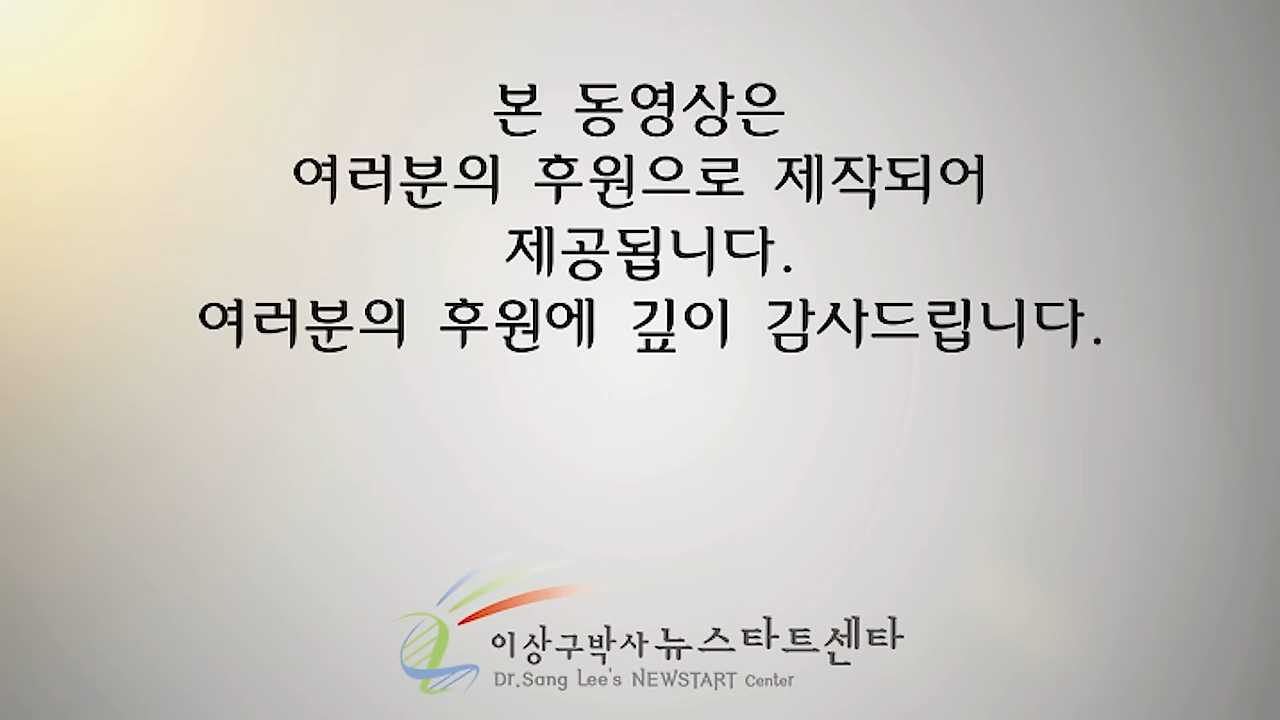 본 동영상은
여러분의 후원으로 제작되어
제공됩니다.
여러분의 후원에 깊이 감사드립니다.
이상구박사 뉴스타트센타
Dr.Sang Lee's NEWSTART Center